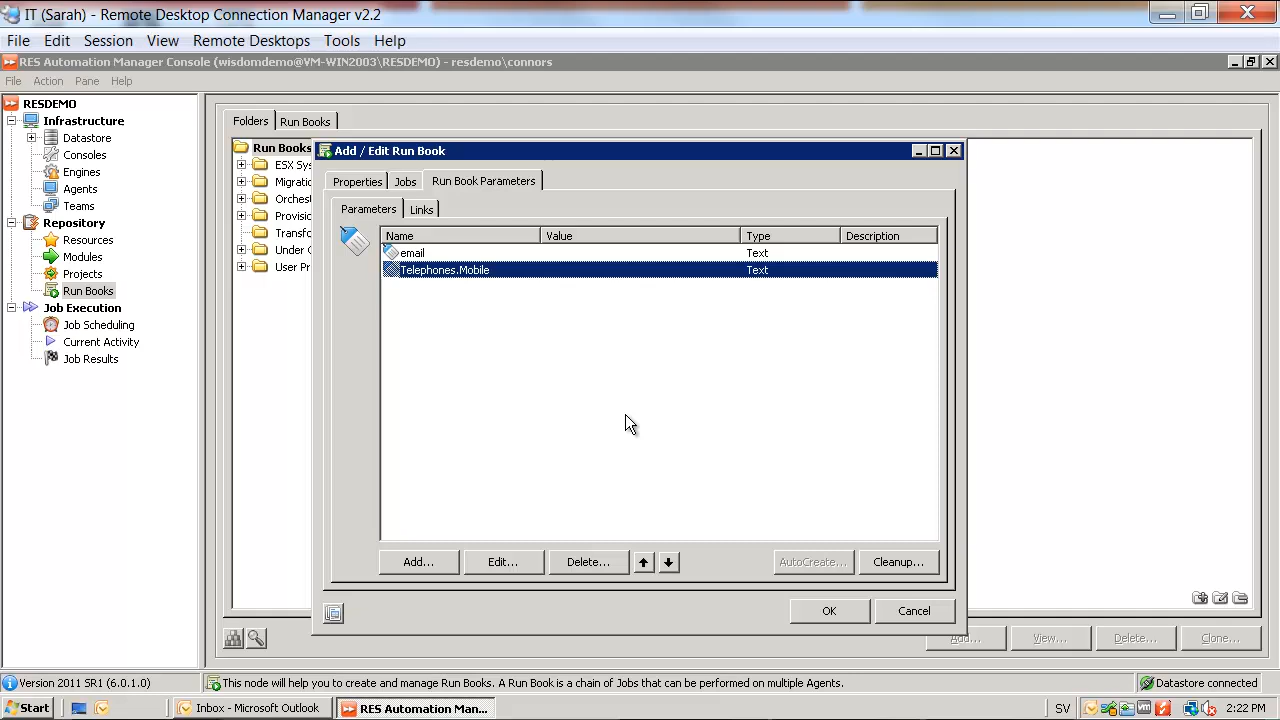 IT (Sarah) - Remote Desktop Connection Manager v2.2
File Edit Session View Remote Desktops Tools Help
RES Automation Manager Console (wisdomdemo@VM-WIN2003\RESDEMO) - resdemo\connors
File Action Pane Help
RESDEMO
Infrastructure
Datastore
Consoles
Engines
Agents
Teams
Repository
Resources
Modules
Projects
Run Books
Job Execution
Job Scheduling
Current Activity
Job Results
Folders Run Books
Run Books
ESX Sy
Migratio
Orchest
Provisio
Transfo
Under C
User Pr
Add / Edit Run Book
Properties Jobs Run Book Parameters
Parameters Links
Name Value Type Description
email Text
Telephones.Mobile Text
Add... Edit... Delete... AutoCreate... Cleanup...
OK Cancel
Add... View... Delete... Clone...
Version 2011 SR1 (6.0.1.0)
This node will help you to create and manage Run Books. A Run Book is a chain of Jobs that can be performed on multiple Agents.
Datastore connected
Start
Inbox - Microsoft Outlook
RES Automation Man...
SV
2:22 PM